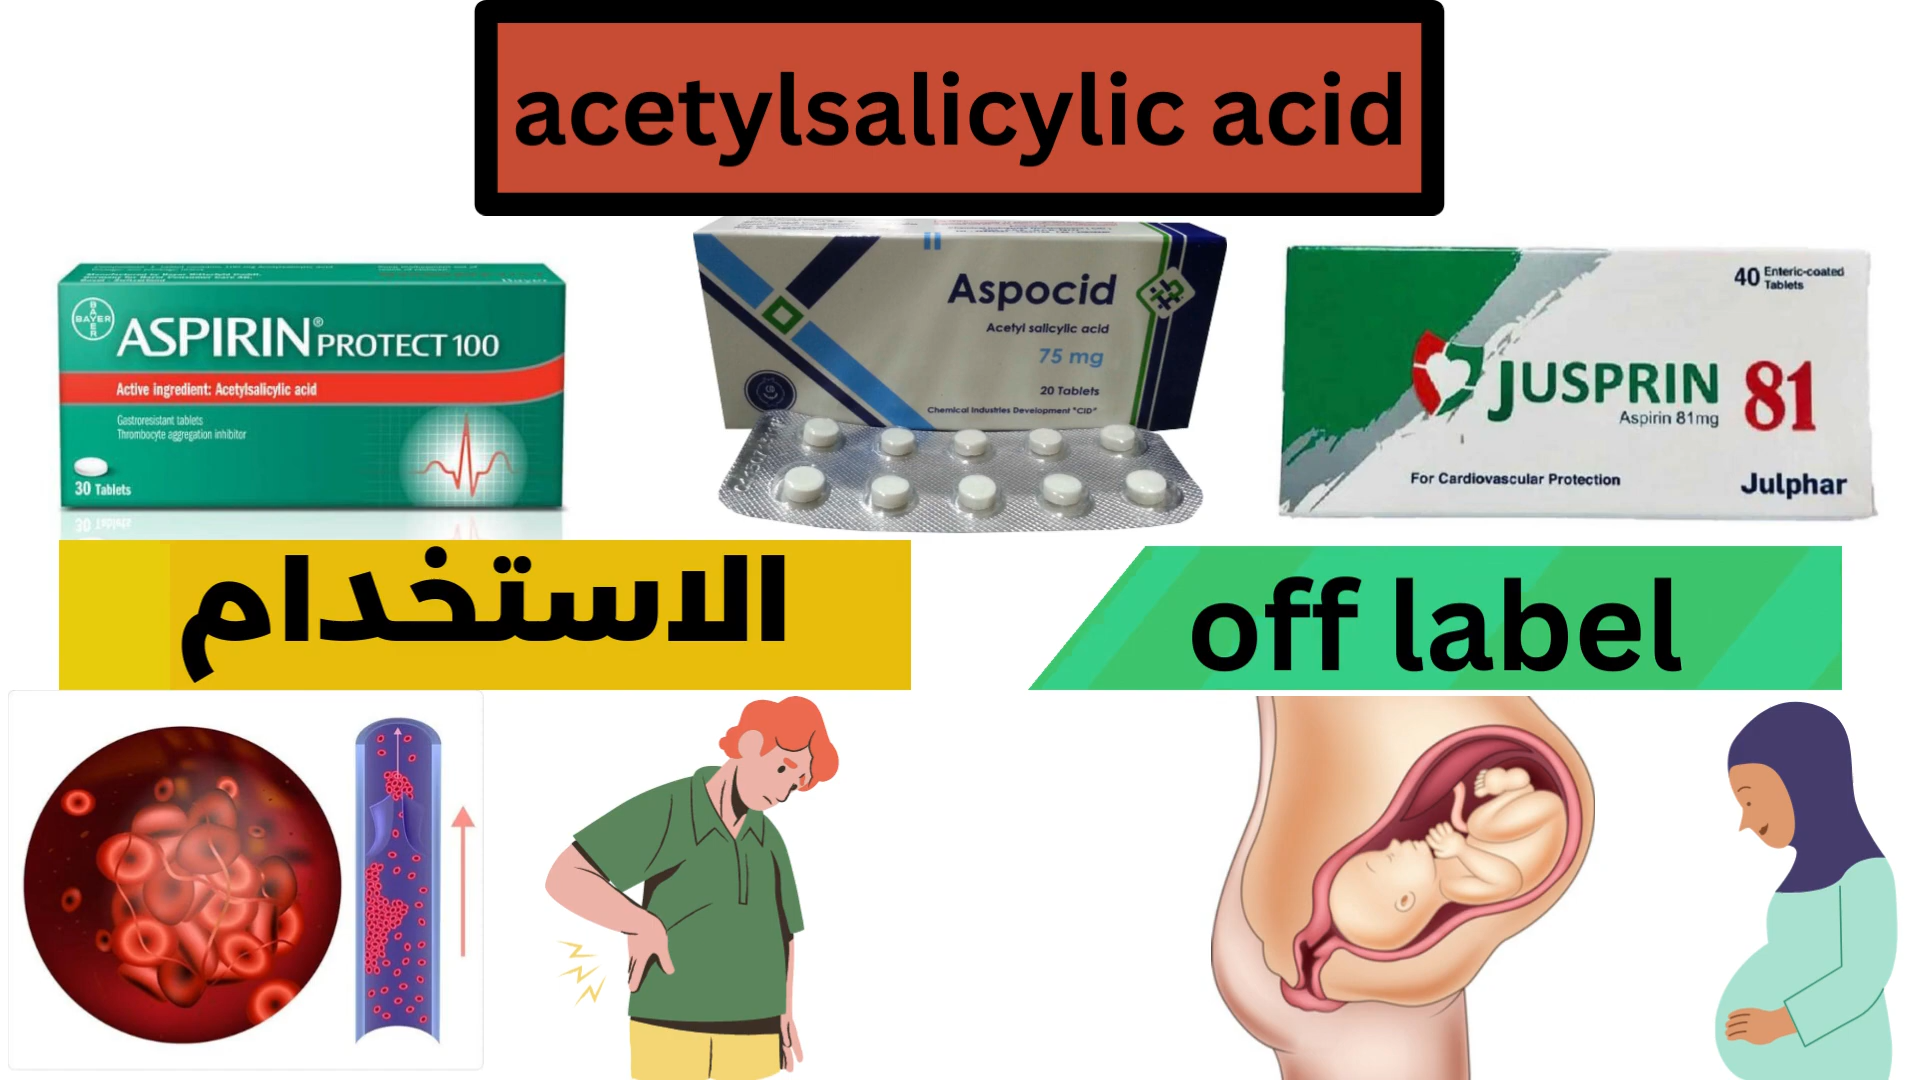 acetylsalicylic acid
BAYER
BAYER
ASPIRIN® PROTECT 100
Active ingredient: Acetylsalicylic acid
Gastroresistant tablets
Thrombocyte aggregation inhibitor
30 Tablets
Aspocid
Acetyl salicylic acid
75 mg
20 Tablets
Chemical Industries Development "CID"
40 Enteric-coated Tablets
JUSPRIN 81
Aspirin 81mg
For Cardiovascular Protection
Julphar
الاستخدام
off label